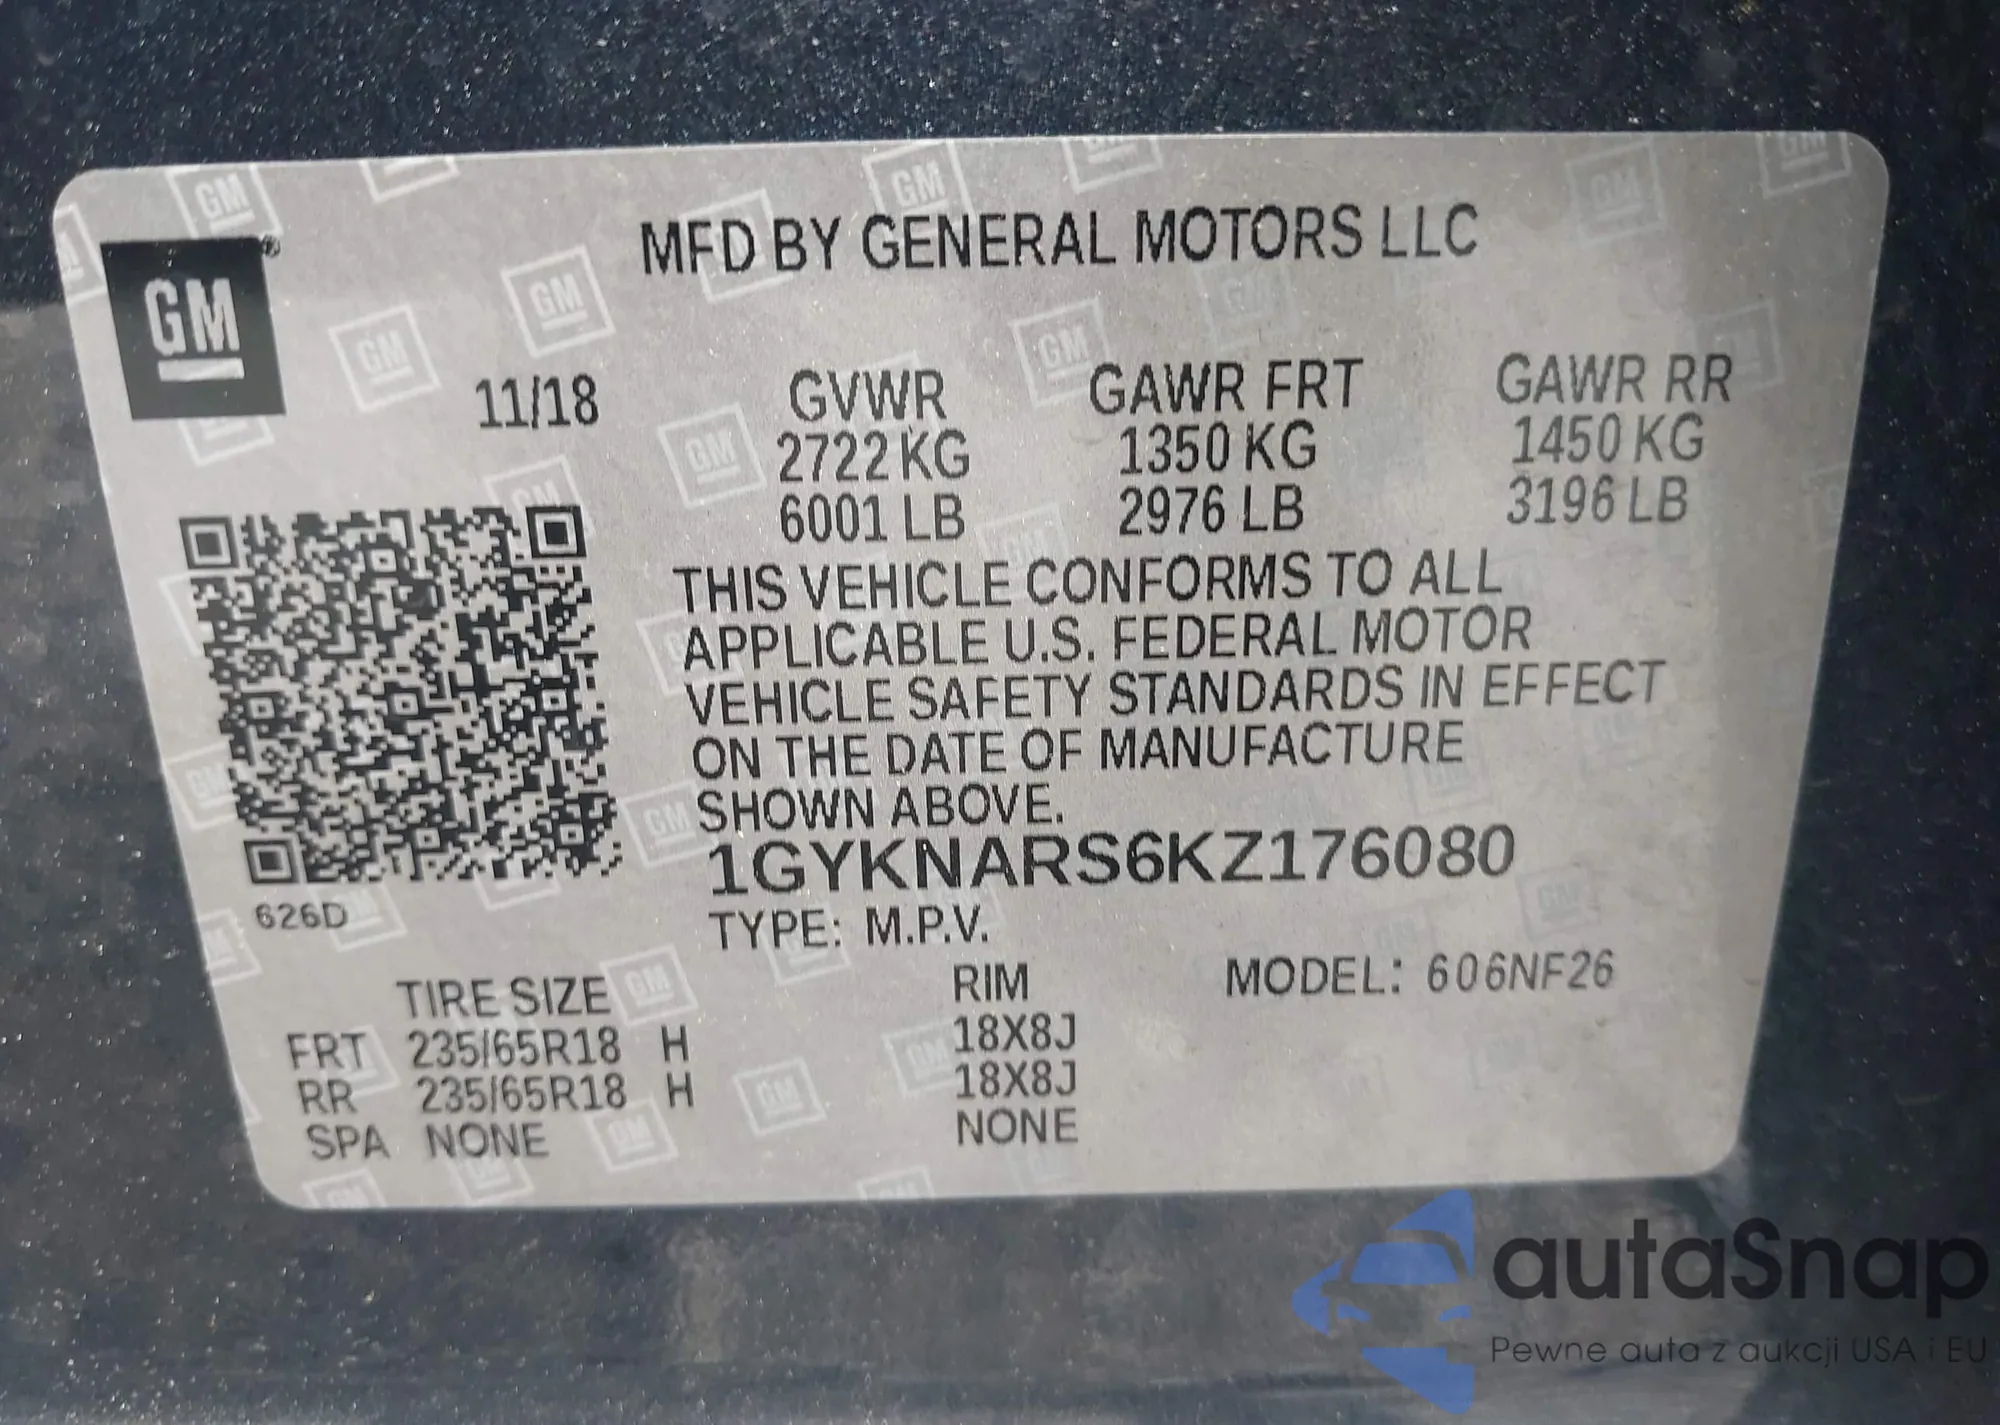 GM
MFD BY GENERAL MOTORS LLC
11/18 GVWR GAWR FRT GAWR RR
2722 KG 1350 KG 1450 KG
6001 LB 2976 LB 3196 LB
THIS VEHICLE CONFORMS TO ALL
APPLICABLE U.S. FEDERAL MOTOR
VEHICLE SAFETY STANDARDS IN EFFECT
ON THE DATE OF MANUFACTURE
SHOWN ABOVE.
1GYKNARS6KZ176080
626D
TYPE: M.P.V.
TIRE SIZE RIM MODEL: 606NF26
FRT 235/65R18 H 18X8J
RR 235/65R18 H 18X8J
SPA NONE NONE
autaSnap
Pewne auta z aukcji USA i EU